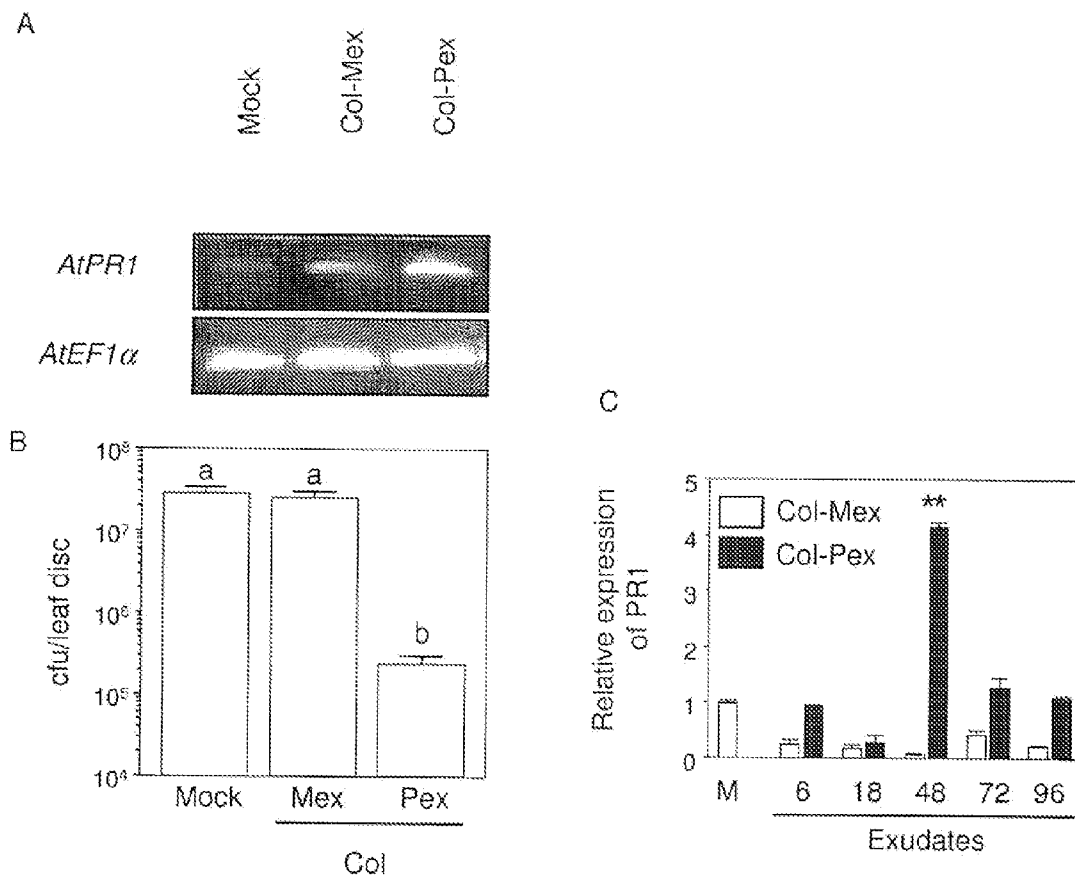 A
Mock
Col-Mex
Col-Pex
AtPR1
AtEF1α
B
cfu/leaf disc
10⁸
10⁷
10⁶
10⁵
10⁴
a
a
b
Mock
Mex
Pex
Col
C
Relative expression
of PR1
5
4
3
2
1
0
Col-Mex
Col-Pex
**
M
6
18
48
72
96
Exudates